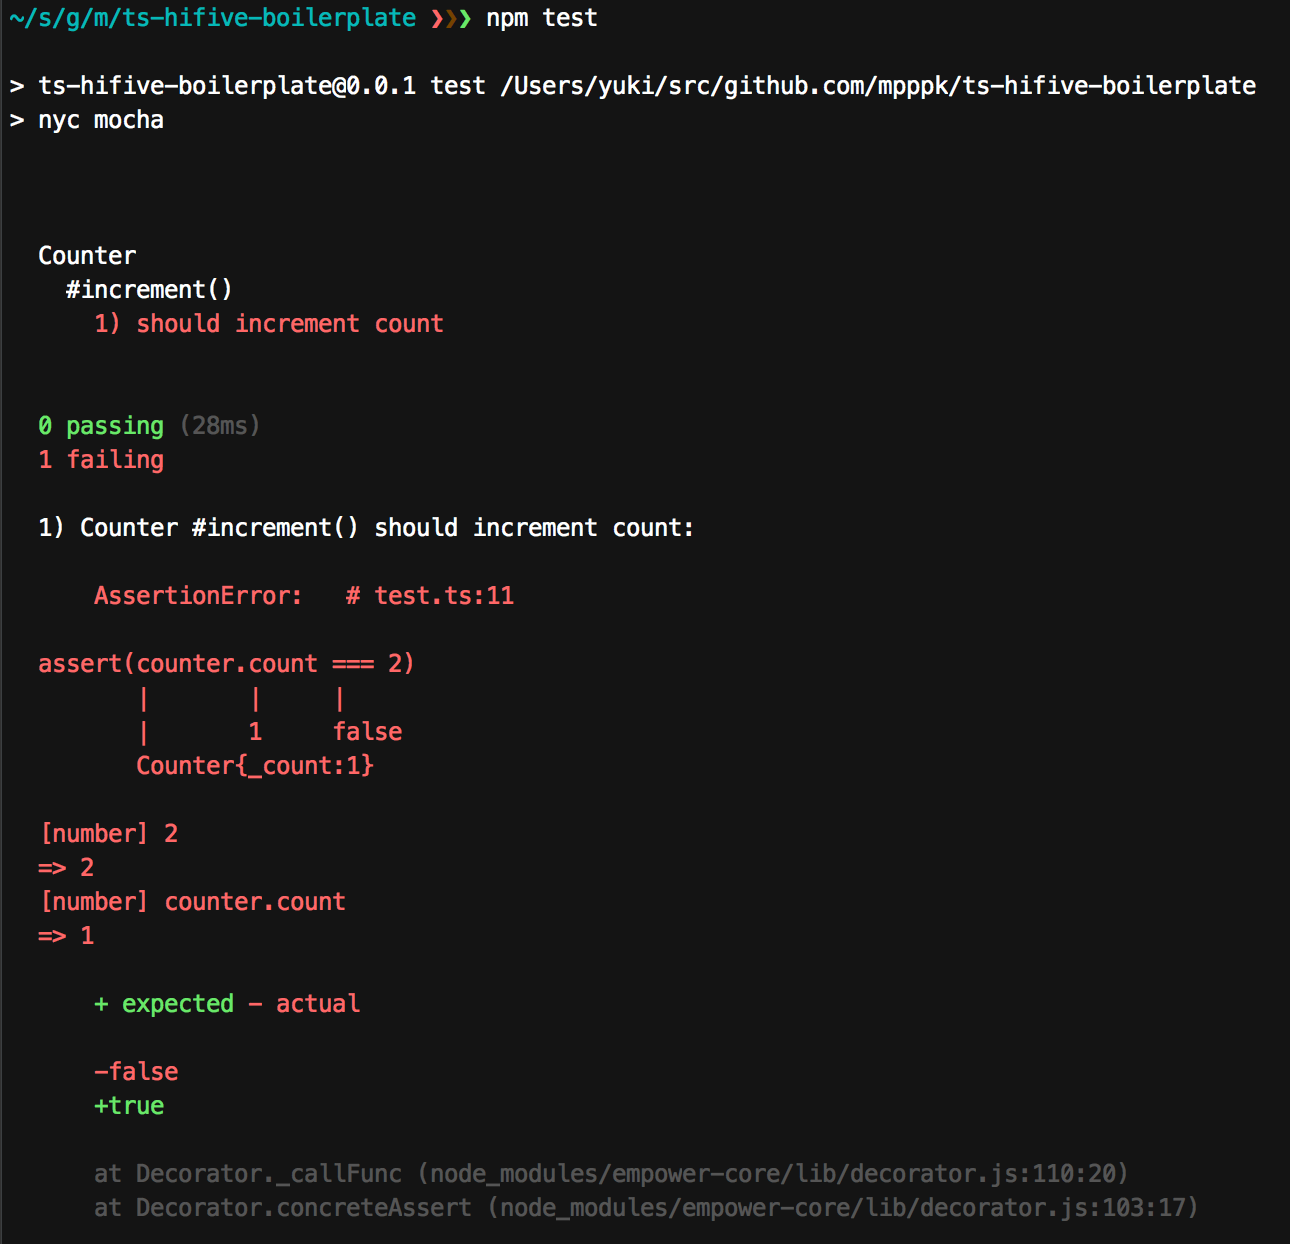 ~/s/g/m/ts-hifive-boilerplate ❯❯❯ npm test
> ts-hifive-boilerplate@0.0.1 test /Users/yuki/src/github.com/mpppk/ts-hifive-boilerplate
> nyc mocha
Counter
#increment()
1) should increment count
0 passing (28ms)
1 failing
1) Counter #increment() should increment count:
AssertionError:   # test.ts:11
assert(counter.count === 2)
|       |     |
|       1     false
Counter{_count:1}
[number] 2
=> 2
[number] counter.count
=> 1
+ expected - actual
-false
+true
at Decorator._callFunc (node_modules/empower-core/lib/decorator.js:110:20)
at Decorator.concreteAssert (node_modules/empower-core/lib/decorator.js:103:17)